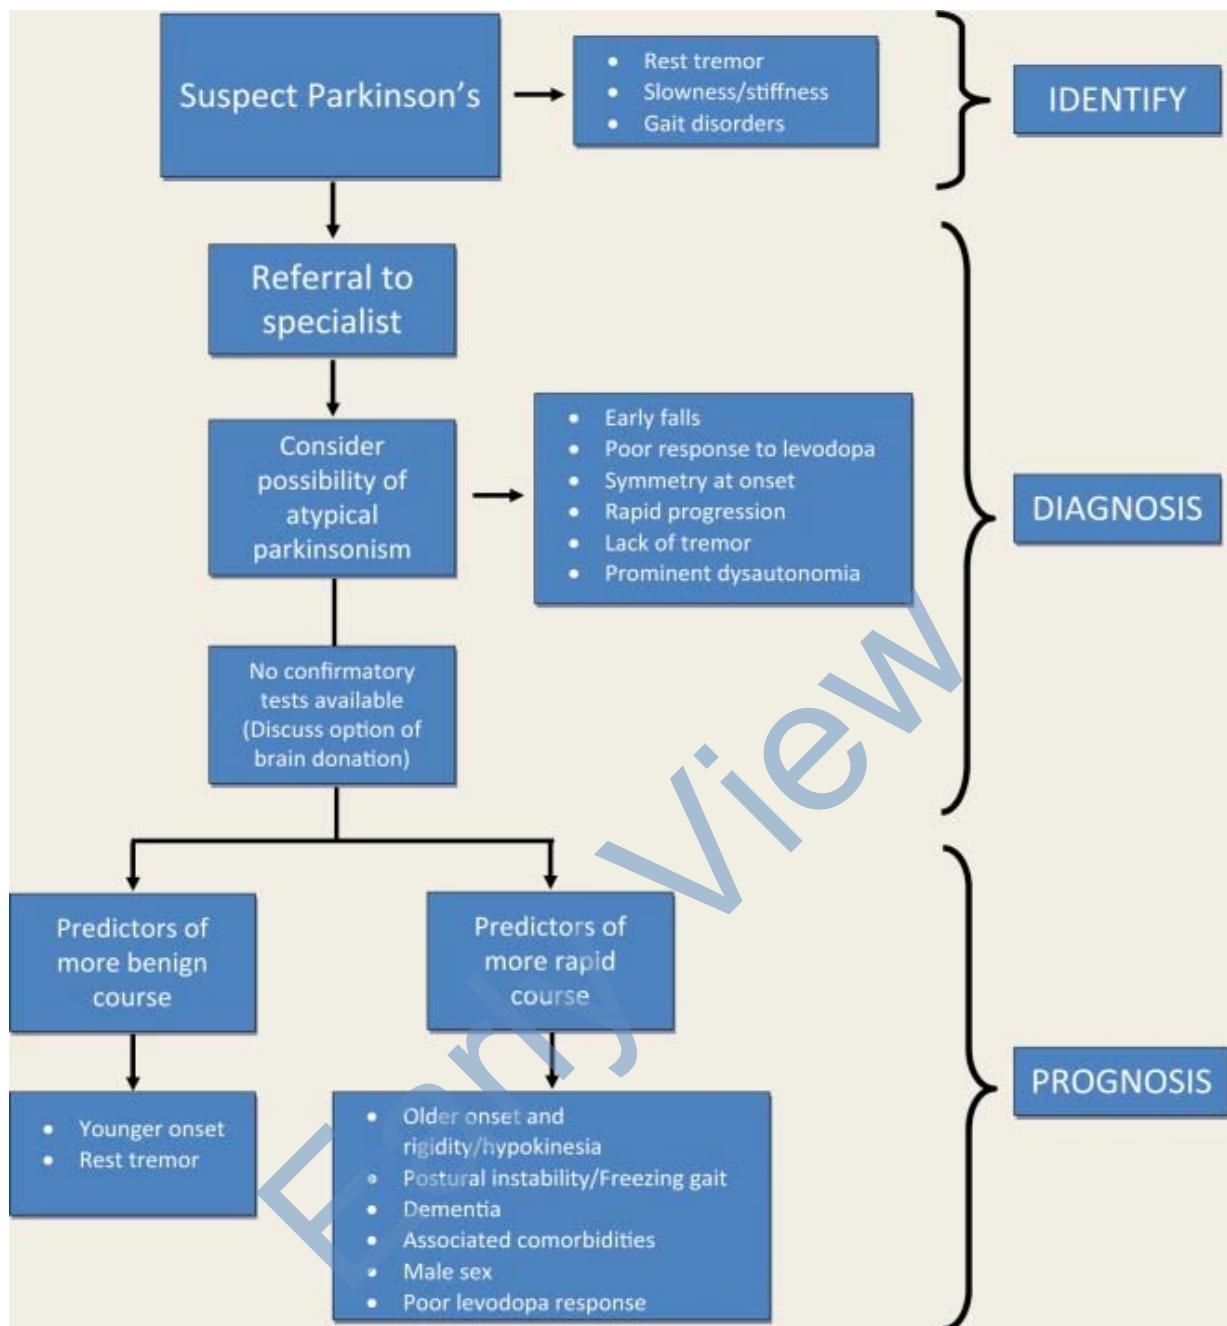 Suspect Parkinson's
• Rest tremor
• Slowness/stiffness
• Gait disorders
IDENTIFY
Referral to
specialist
Consider
possibility of
atypical
parkinsonism
• Early falls
• Poor response to levodopa
• Symmetry at onset
• Rapid progression
• Lack of tremor
• Prominent dysautonomia
DIAGNOSIS
No confirmatory
tests available
(Discuss option of
brain donation)
Predictors of
more benign
course
Predictors of
more rapid
course
• Younger onset
• Rest tremor
• Older onset and
rigidity/hypokinesia
• Postural instability/Freezing gait
• Dementia
• Associated comorbidities
• Male sex
• Poor levodopa response
PROGNOSIS
Early View